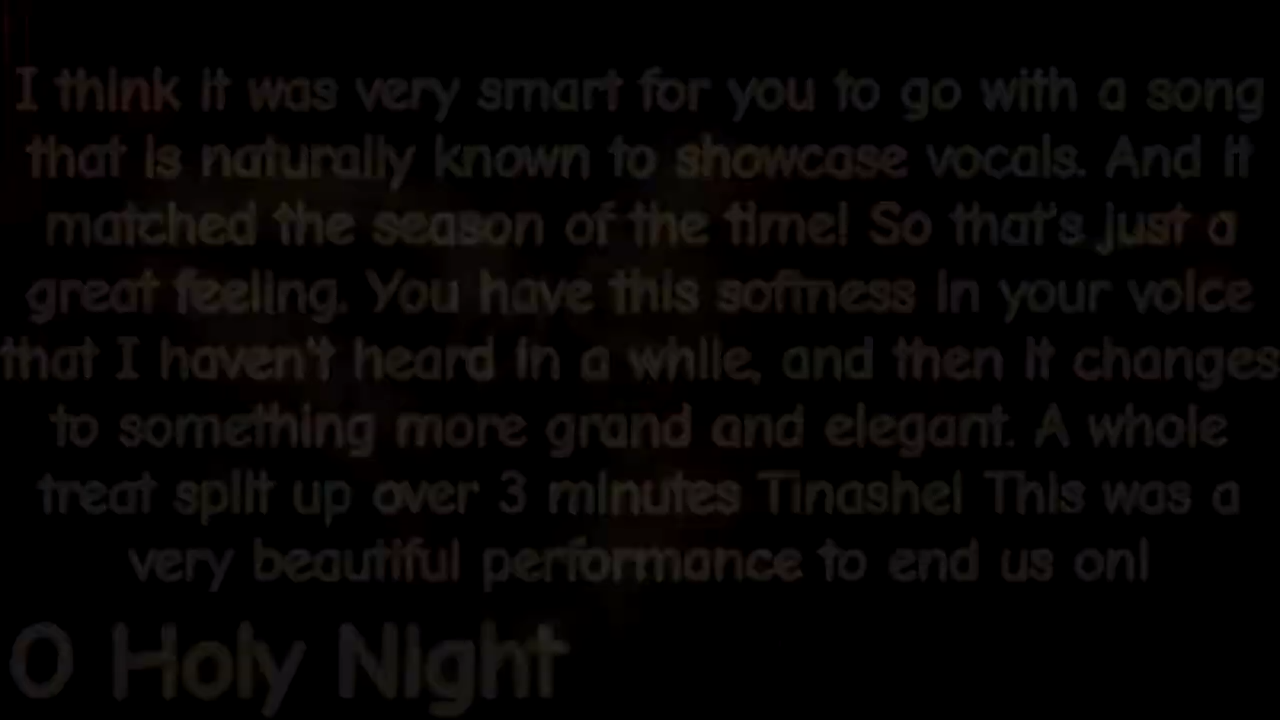 I think it was very smart for you to go with a song
that is naturally known to showcase vocals. And it
matched the season of the time! So that's just a
great feeling. You have this softness in your voice
that I haven't heard in a while, and then it changes
to something more grand and elegant. A whole
treat split up over 3 minutes Tinashe! This was a
very beautiful performance to end us on!
O Holy Night